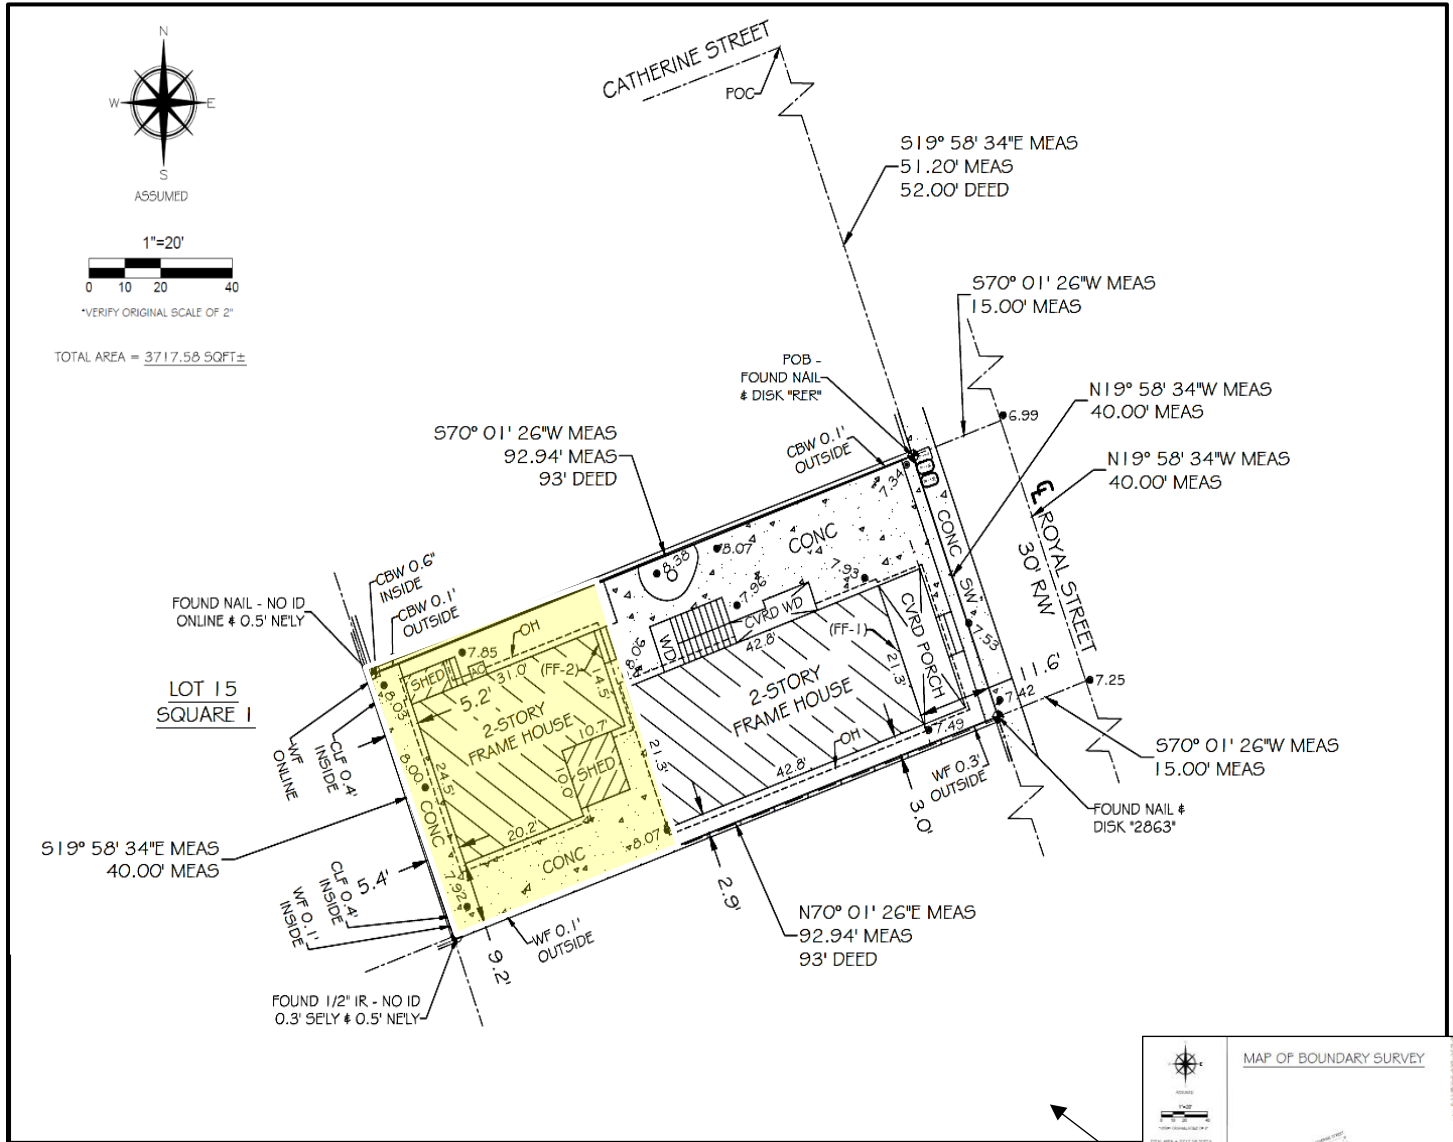 N
W
E
S
ASSUMED
1"=20'
0 10 20 40
*VERIFY ORIGINAL SCALE OF 2"
TOTAL AREA = 3717.58 SQFT±
CATHERINE STREET
POC
S19° 58' 34"E MEAS
51.20' MEAS
52.00' DEED
S70° 01' 26"W MEAS
15.00' MEAS
POB -
FOUND NAIL
& DISK "RER"
N19° 58' 34"W MEAS
40.00' MEAS
6.99
N19° 58' 34"W MEAS
40.00' MEAS
S70° 01' 26"W MEAS
92.94' MEAS
93' DEED
CBW 0.1'
OUTSIDE
7.34
CONC SW
CL ROYAL STREET
30' R/W
CONC
8.07
8.38
7.96
7.93
CVRD WD
WD
8.06
42.8'
(FF-1)
21.3'
CVRD PORCH
7.53
11.6'
7.25
7.42
7.49
2-STORY
FRAME HOUSE
OH
42.8'
21.3'
CBW 0.6"
INSIDE
CBW 0.1'
OUTSIDE
FOUND NAIL - NO ID
ONLINE & 0.5' NE'LY
OH
7.85
SHED
AC
31.0'
(FF-2)
14.5'
8.03
5.2'
2-STORY
FRAME HOUSE
10.7'
SHED
10.0'
LOT 15
SQUARE 1
WF
ONLINE
CLF 0.4'
INSIDE
8.00
24.5'
CONC
20.2'
CONC
8.07
7.92
S19° 58' 34"E MEAS
40.00' MEAS
5.4'
CLF 0.4'
INSIDE
WF 0.1'
INSIDE
9.2'
WF 0.1'
OUTSIDE
2.9'
3.0'
WF 0.3'
OUTSIDE
S70° 01' 26"W MEAS
15.00' MEAS
FOUND NAIL &
DISK "2863"
N70° 01' 26"E MEAS
92.94' MEAS
93' DEED
FOUND 1/2" IR - NO ID
0.3' SE'LY & 0.5' NE'LY
MAP OF BOUNDARY SURVEY
ASSUMED
1"=20'